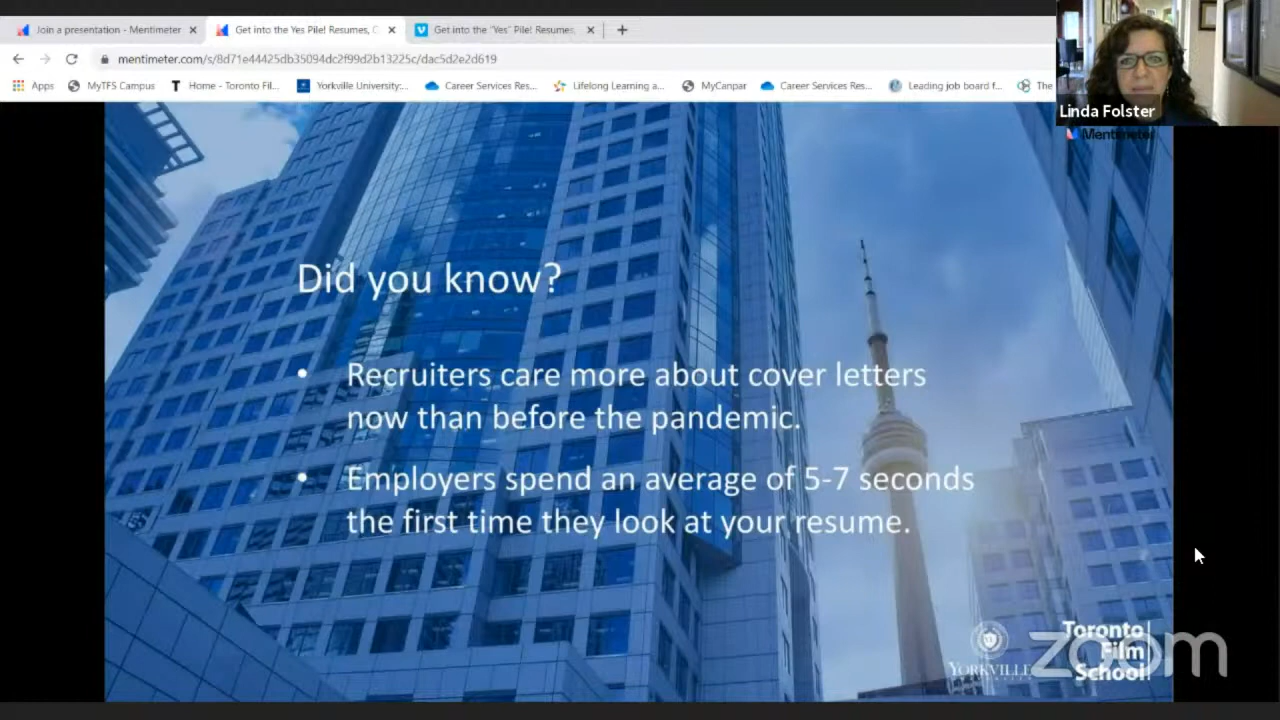 Join a presentation - Mentimeter
Get into the Yes Pile! Resumes, C
Get into the "Yes" Pile! Resumes,
mentimeter.com/s/8d71e44425db35094dc2f99d2b13225c/dac5d2e2d619
Apps
MyTFS Campus
Home - Toronto Fil...
Yorkville University:...
Career Services Res...
Lifelong Learning a...
MyCanpar
Career Services Res...
Leading job board f...
The
Linda Folster
Mentimeter
Did you know?
• Recruiters care more about cover letters
now than before the pandemic.
• Employers spend an average of 5-7 seconds
the first time they look at your resume.
YORKVILLE
UNIVERSITY
Toronto
Film
School
zoom